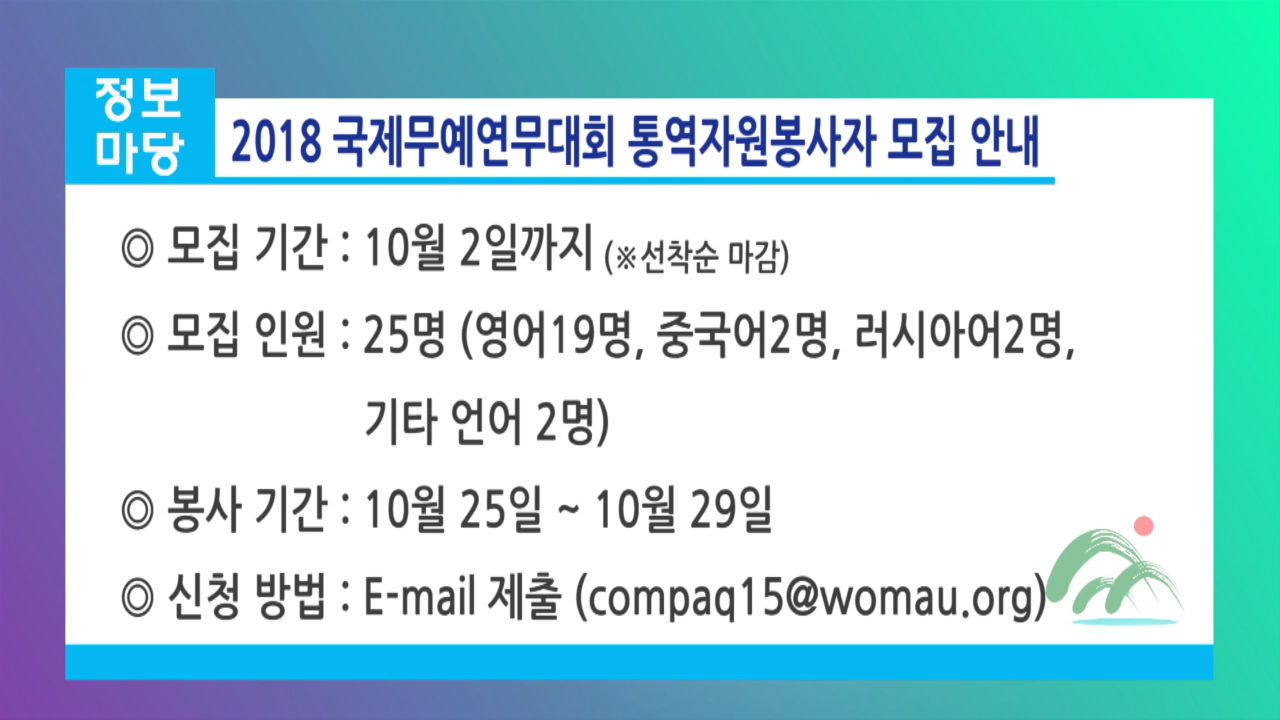 정보
마당
2018 국제무예연무대회 통역자원봉사자 모집 안내
◎ 모집 기간 : 10월 2일까지 (※선착순 마감)
◎ 모집 인원 : 25명 (영어19명, 중국어2명, 러시아어2명,
기타 언어 2명)
◎ 봉사 기간 : 10월 25일 ~ 10월 29일
◎ 신청 방법 : E-mail 제출 (compaq15@womau.org)